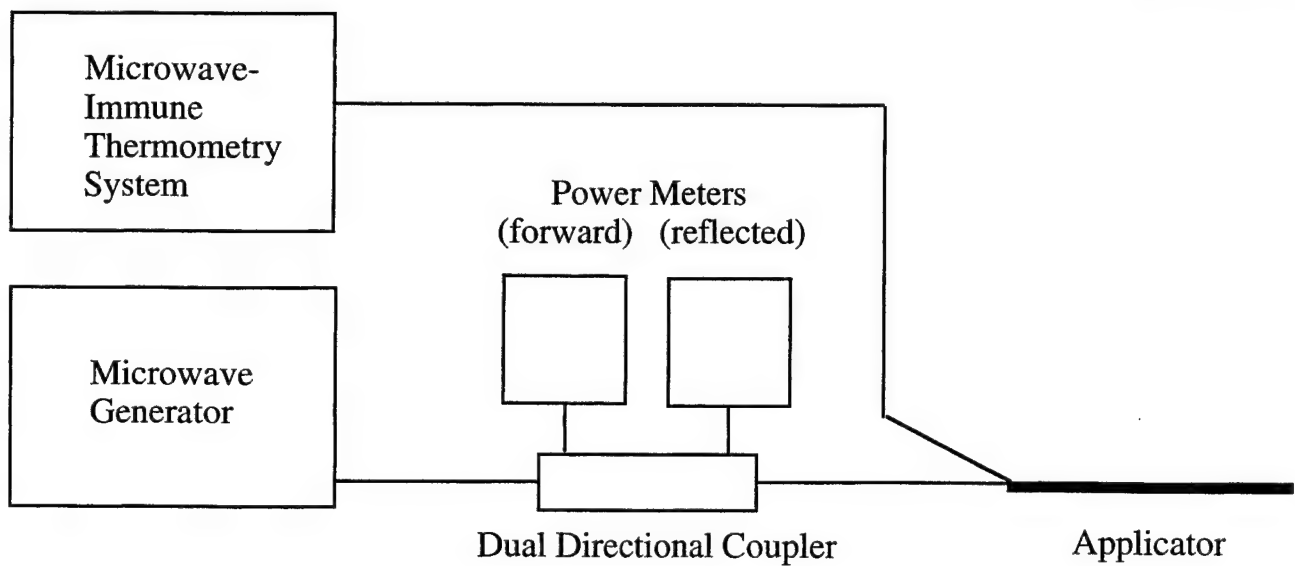 Microwave-
Immune
Thermometry
System
Power Meters
(forward) (reflected)
Microwave
Generator
Dual Directional Coupler
Applicator